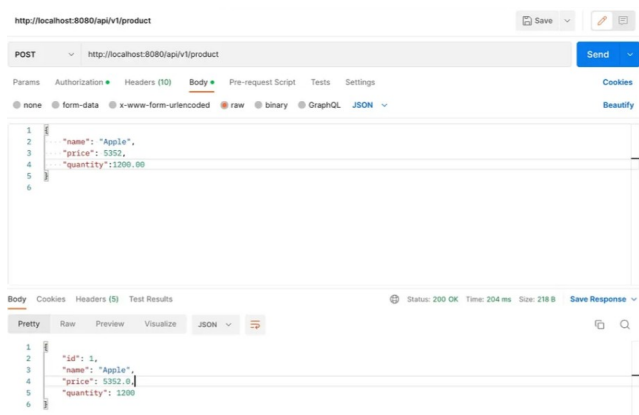 http://localhost:8080/api/v1/product
Save
POST http://localhost:8080/api/v1/product Send
Params Authorization Headers (10) Body Pre-request Script Tests Settings Cookies
none form-data x-www-form-urlencoded raw binary GraphQL JSON Beautify
1 {
2 "name": "Apple",
3 "price": 5352,
4 "quantity":1200.00
5 }
6
Body Cookies Headers (5) Test Results Status: 200 OK Time: 204 ms Size: 218 B Save Response
Pretty Raw Preview Visualize JSON
1 {
2 "id": 1,
3 "name": "Apple",
4 "price": 5352.0,
5 "quantity": 1200
6 }